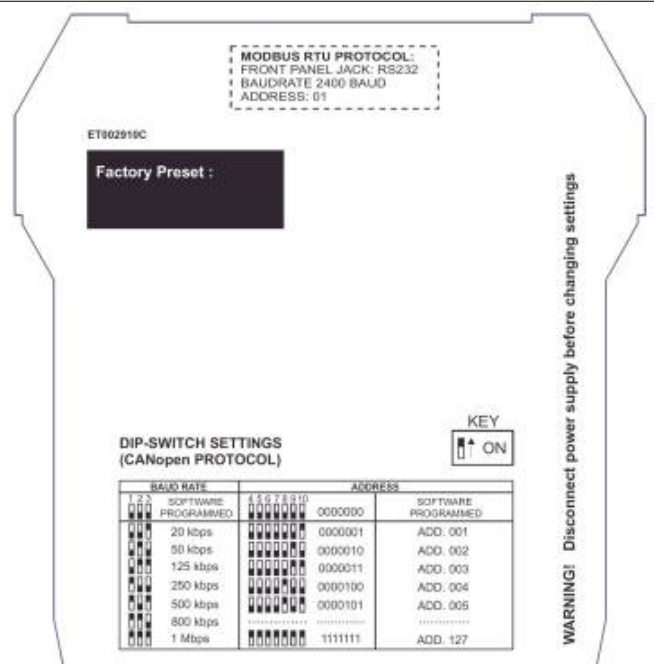 MODBUS RTU PROTOCOL:
FRONT PANEL JACK: RS232
BAUDRATE 2400 BAUD
ADDRESS: 01
ET002910C
Factory Preset :
WARNING! Disconnect power supply before changing settings
KEY
ON
DIP-SWITCH SETTINGS
(CANopen PROTOCOL)
BAUD RATE ADDRESS
1 2 3 SOFTWARE PROGRAMMED 4 5 6 7 8 9 10 0000000 SOFTWARE PROGRAMMED
20 kbps 0000001 ADD. 001
50 kbps 0000010 ADD. 002
125 kbps 0000011 ADD. 003
250 kbps 0000100 ADD. 004
500 kbps 0000101 ADD. 005
800 kbps .............. .............. ..............
1 Mbps 1111111 ADD. 127